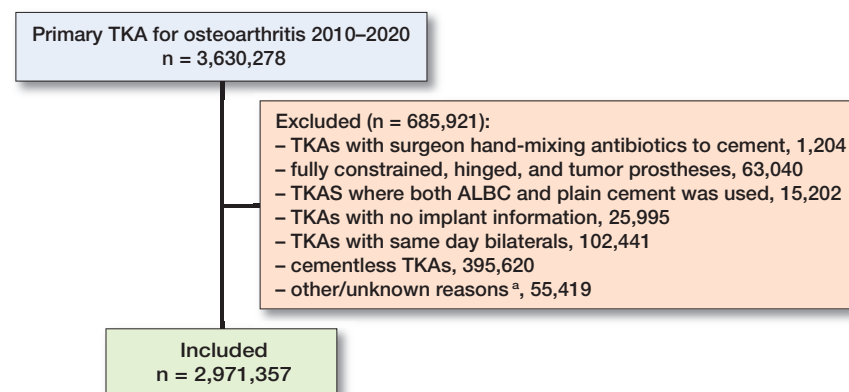 Primary TKA for osteoarthritis 2010–2020
n = 3,630,278
Excluded (n = 685,921):
– TKAs with surgeon hand-mixing antibiotics to cement, 1,204
– fully constrained, hinged, and tumor prostheses, 63,040
– TKAS where both ALBC and plain cement was used, 15,202
– TKAs with no implant information, 25,995
– TKAs with same day bilaterals, 102,441
– cementless TKAs, 395,620
– other/unknown reasons a, 55,419
Included
n = 2,971,357